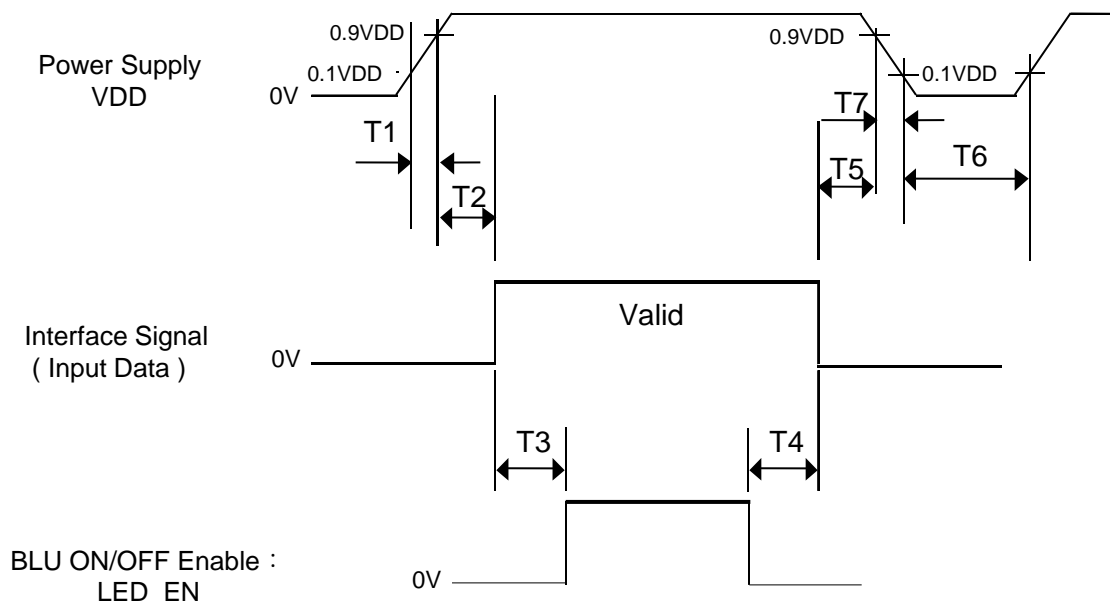 0.9VDD
0.9VDD
Power Supply
VDD
0.1VDD
0.1VDD
0V
T1
T7
T2
T5
T6
Interface Signal
( Input Data )
Valid
0V
T3
T4
BLU ON/OFF Enable：
LED EN
0V